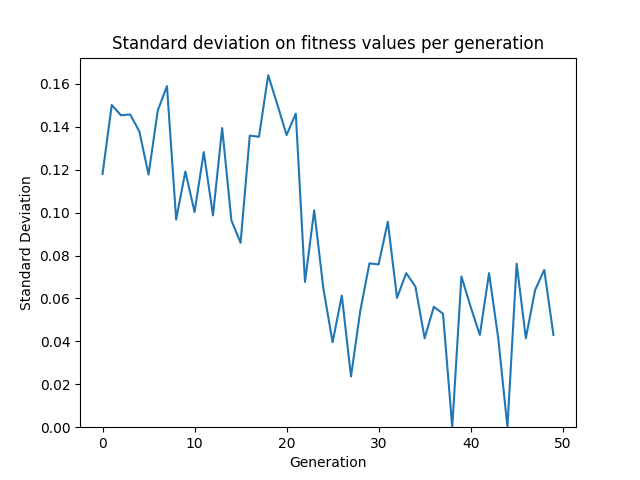 Standard deviation on fitness values per generation
0.16
0.14
0.12
0.10
0.08
0.06
0.04
0.02
0.00
Standard Deviation
0 10 20 30 40 50
Generation